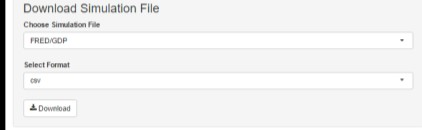 Download Simulation File
Choose Simulation File
FRED/GDP
Select Format
csv
Download